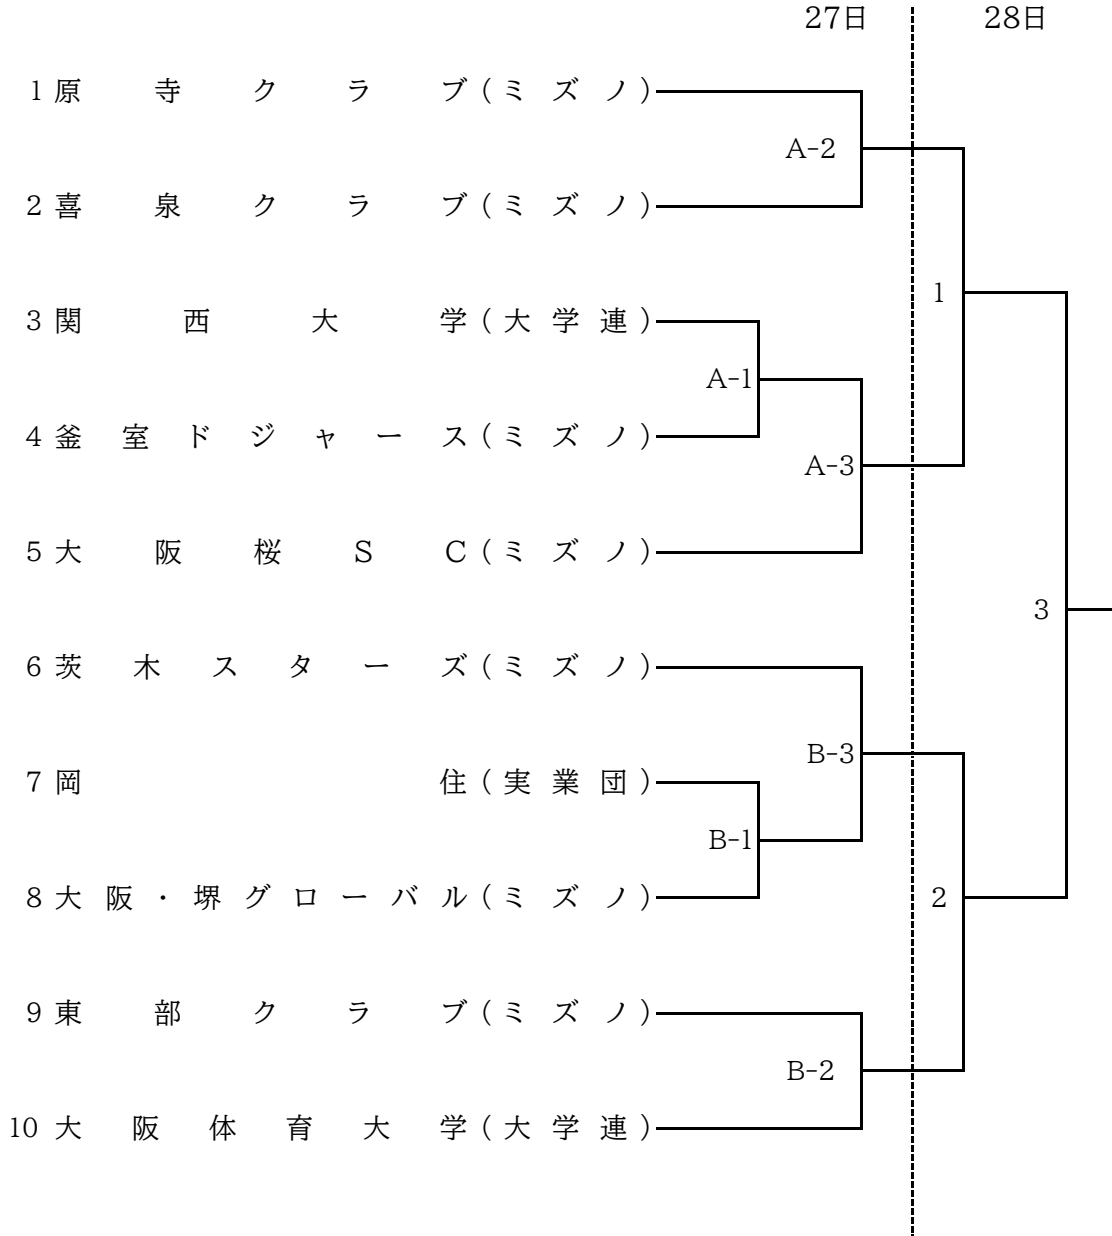 27日 28日
1 原寺クラブ(ミズノ)
A-2
2 喜泉クラブ(ミズノ)
1
3 関西大学(大学連)
A-1
4 釜室ドジャース(ミズノ)
A-3
5 大阪桜SC(ミズノ)
3
6 茨木スターズ(ミズノ)
B-3
7 岡住(実業団)
B-1
8 大阪・堺グローバル(ミズノ)
2
9 東部クラブ(ミズノ)
B-2
10 大阪体育大学(大学連)